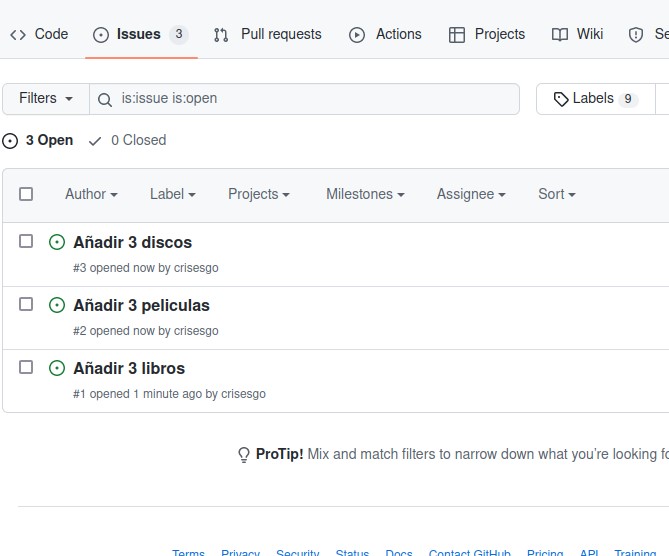 Code Issues 3 Pull requests Actions Projects Wiki Se
Filters is:issue is:open Labels 9
3 Open 0 Closed
Author Label Projects Milestones Assignee Sort
Añadir 3 discos
#3 opened now by crisesgo
Añadir 3 peliculas
#2 opened now by crisesgo
Añadir 3 libros
#1 opened 1 minute ago by crisesgo
ProTip! Mix and match filters to narrow down what you're looking fo
Terms Privacy Security Status Docs Contact GitHub Pricing API Training